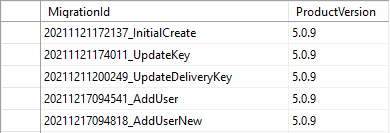 MigrationId ProductVersion
20211121172137_InitialCreate 5.0.9
20211121174011_UpdateKey 5.0.9
20211211200249_UpdateDeliveryKey 5.0.9
20211217094541_AddUser 5.0.9
20211217094818_AddUserNew 5.0.9